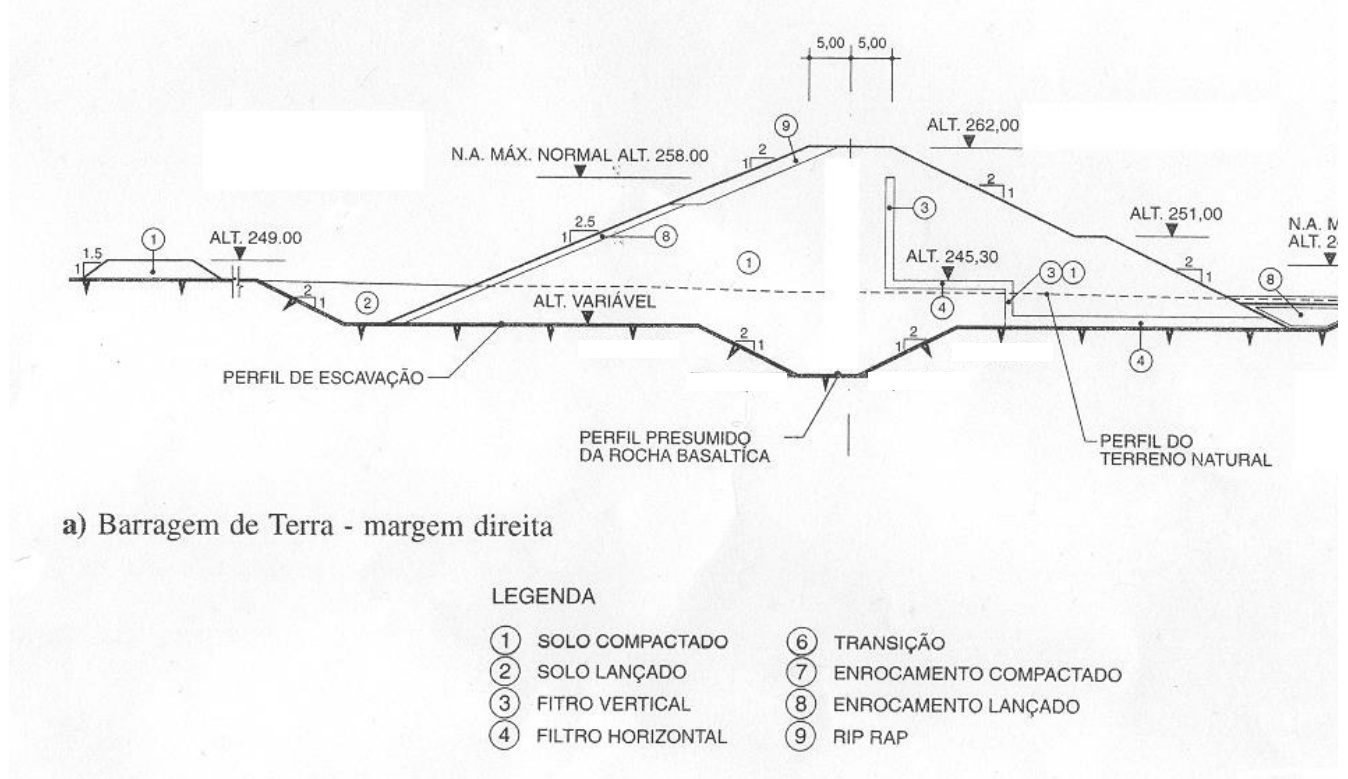 5,00 5,00
9
ALT. 262,00
N.A. MÁX. NORMAL ALT. 258.00
2
1
2
1
3
ALT. 251,00
N.A. M
ALT. 2
2.5
1
8
1
ALT. 249.00
1.5
1
1
ALT. 245,30
3 1
2
1
8
2
1
2
ALT. VARIÁVEL
4
2
1
2
1
4
PERFIL DE ESCAVAÇÃO
PERFIL PRESUMIDO
DA ROCHA BASALTÍCA
PERFIL DO
TERRENO NATURAL
a) Barragem de Terra - margem direita
LEGENDA
1 SOLO COMPACTADO
2 SOLO LANÇADO
3 FITRO VERTICAL
4 FILTRO HORIZONTAL
6 TRANSIÇÃO
7 ENROCAMENTO COMPACTADO
8 ENROCAMENTO LANÇADO
9 RIP RAP